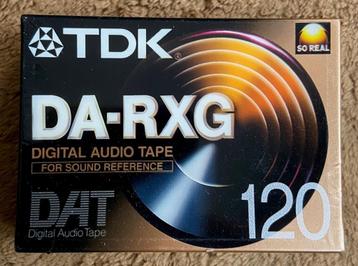 TDK
SO REAL
DA-RXG
DIGITAL AUDIO TAPE
FOR SOUND REFERENCE
DAT
Digital Audio Tape
120